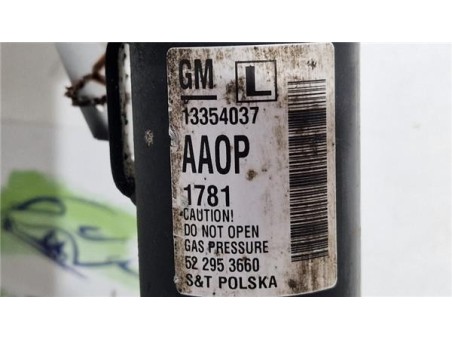 GM L
13354037
AAOP
1781
CAUTION!
DO NOT OPEN
GAS PRESSURE
52 295 3660
S&T POLSKA